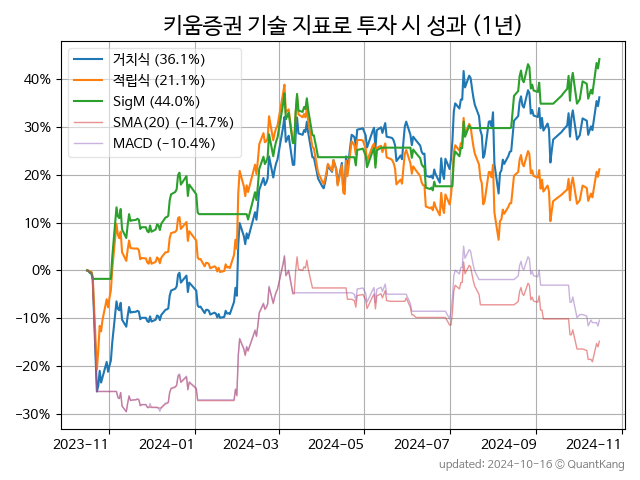 키움증권 기술 지표로 투자 시 성과 (1년)
거치식 (36.1%)
적립식 (21.1%)
SigM (44.0%)
SMA(20) (−14.7%)
MACD (−10.4%)
40%
30%
20%
10%
0%
−10%
−20%
−30%
2023−11 2024−01 2024−03 2024−05 2024−07 2024−09 2024−11
updated: 2024-10-16 © QuantKang